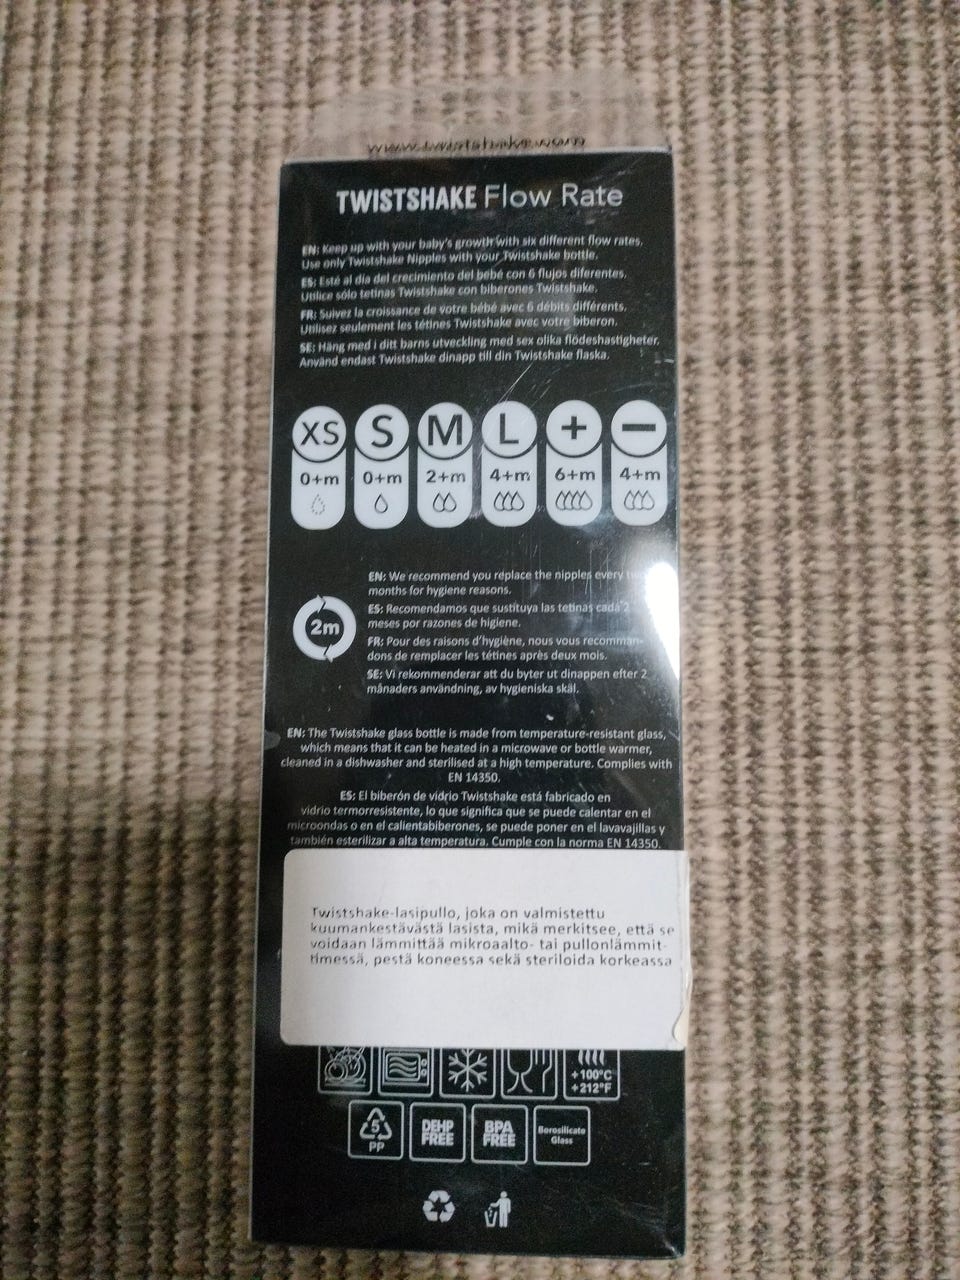 www.twistshake.com
TWISTSHAKE Flow Rate
EN: Keep up with your baby's growth with six different flow rates.
Use only Twistshake Nipples with your Twistshake bottle.
ES: Esté al día del crecimiento del bebé con 6 flujos diferentes.
Utilice sólo tetinas Twistshake con biberones Twistshake.
FR: Suivez la croissance de votre bébé avec 6 débits différents.
Utilisez seulement les tétines Twistshake avec votre biberon.
SE: Häng med i ditt barns utveckling med sex olika flödeshastigheter.
Använd endast Twistshake dinapp till din Twistshake flaska.
XS S M L + −
0+m 0+m 2+m 4+m 6+m 4+m
EN: We recommend you replace the nipples every
months for hygiene reasons.
ES: Recomendamos que sustituya las tetinas cada 2
meses por razones de higiene.
2m
FR: Pour des raisons d'hygiène, nous vous recomman-
dons de remplacer les tétines après deux mois.
SE: Vi rekommenderar att du byter ut dinappen efter 2
månaders användning, av hygieniska skäl.
EN: The Twistshake glass bottle is made from temperature-resistant glass,
which means that it can be heated in a microwave or bottle warmer,
cleaned in a dishwasher and sterilised at a high temperature. Complies with
EN 14350.
ES: El biberón de vidrio Twistshake está fabricado en
vidrio termorresistente, lo que significa que se puede calentar en el
microondas o en el calientabiberones, se puede poner en el lavavajillas y
también esterilizar a alta temperatura. Cumple con la norma EN 14350.
Twistshake-lasipullo, joka on valmistettu
kuumankestävästä lasista, mikä merkitsee, että se
voidaan lämmittää mikroaalto- tai pullonlämmit-
timessä, pestä koneessa sekä steriloida korkeassa
+100°C
+212°F
5
PP
DEHP
FREE
BPA
FREE
Borosilicate
Glass